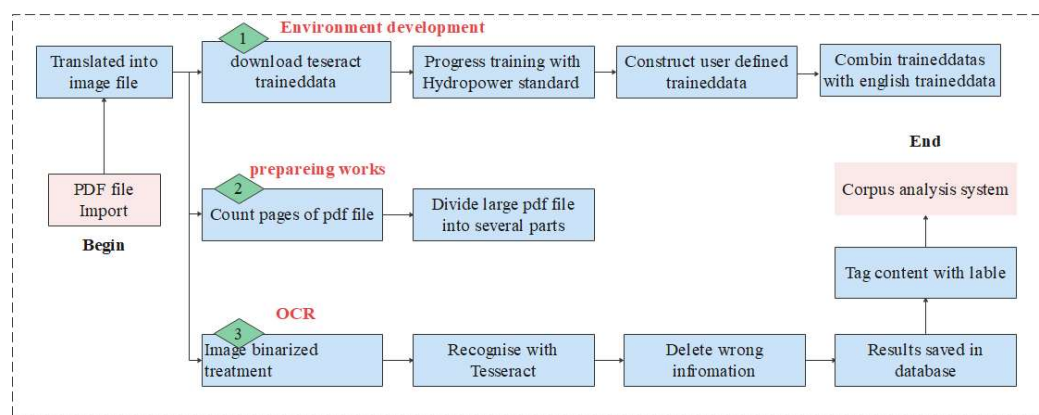 1
Environment development
Translated into
image file
download teseract
traineddata
Progress training with
Hydropower standard
Construct user defined
traineddata
Combin traineddatas
with english traineddata
2
prepareing works
PDF file
Import
Begin
Count pages of pdf file
Divide large pdf file
into several parts
End
Corpus analysis system
Tag content with lable
3
OCR
Image binarized
treatment
Recognise with
Tesseract
Delete wrong
infromation
Results saved in
database